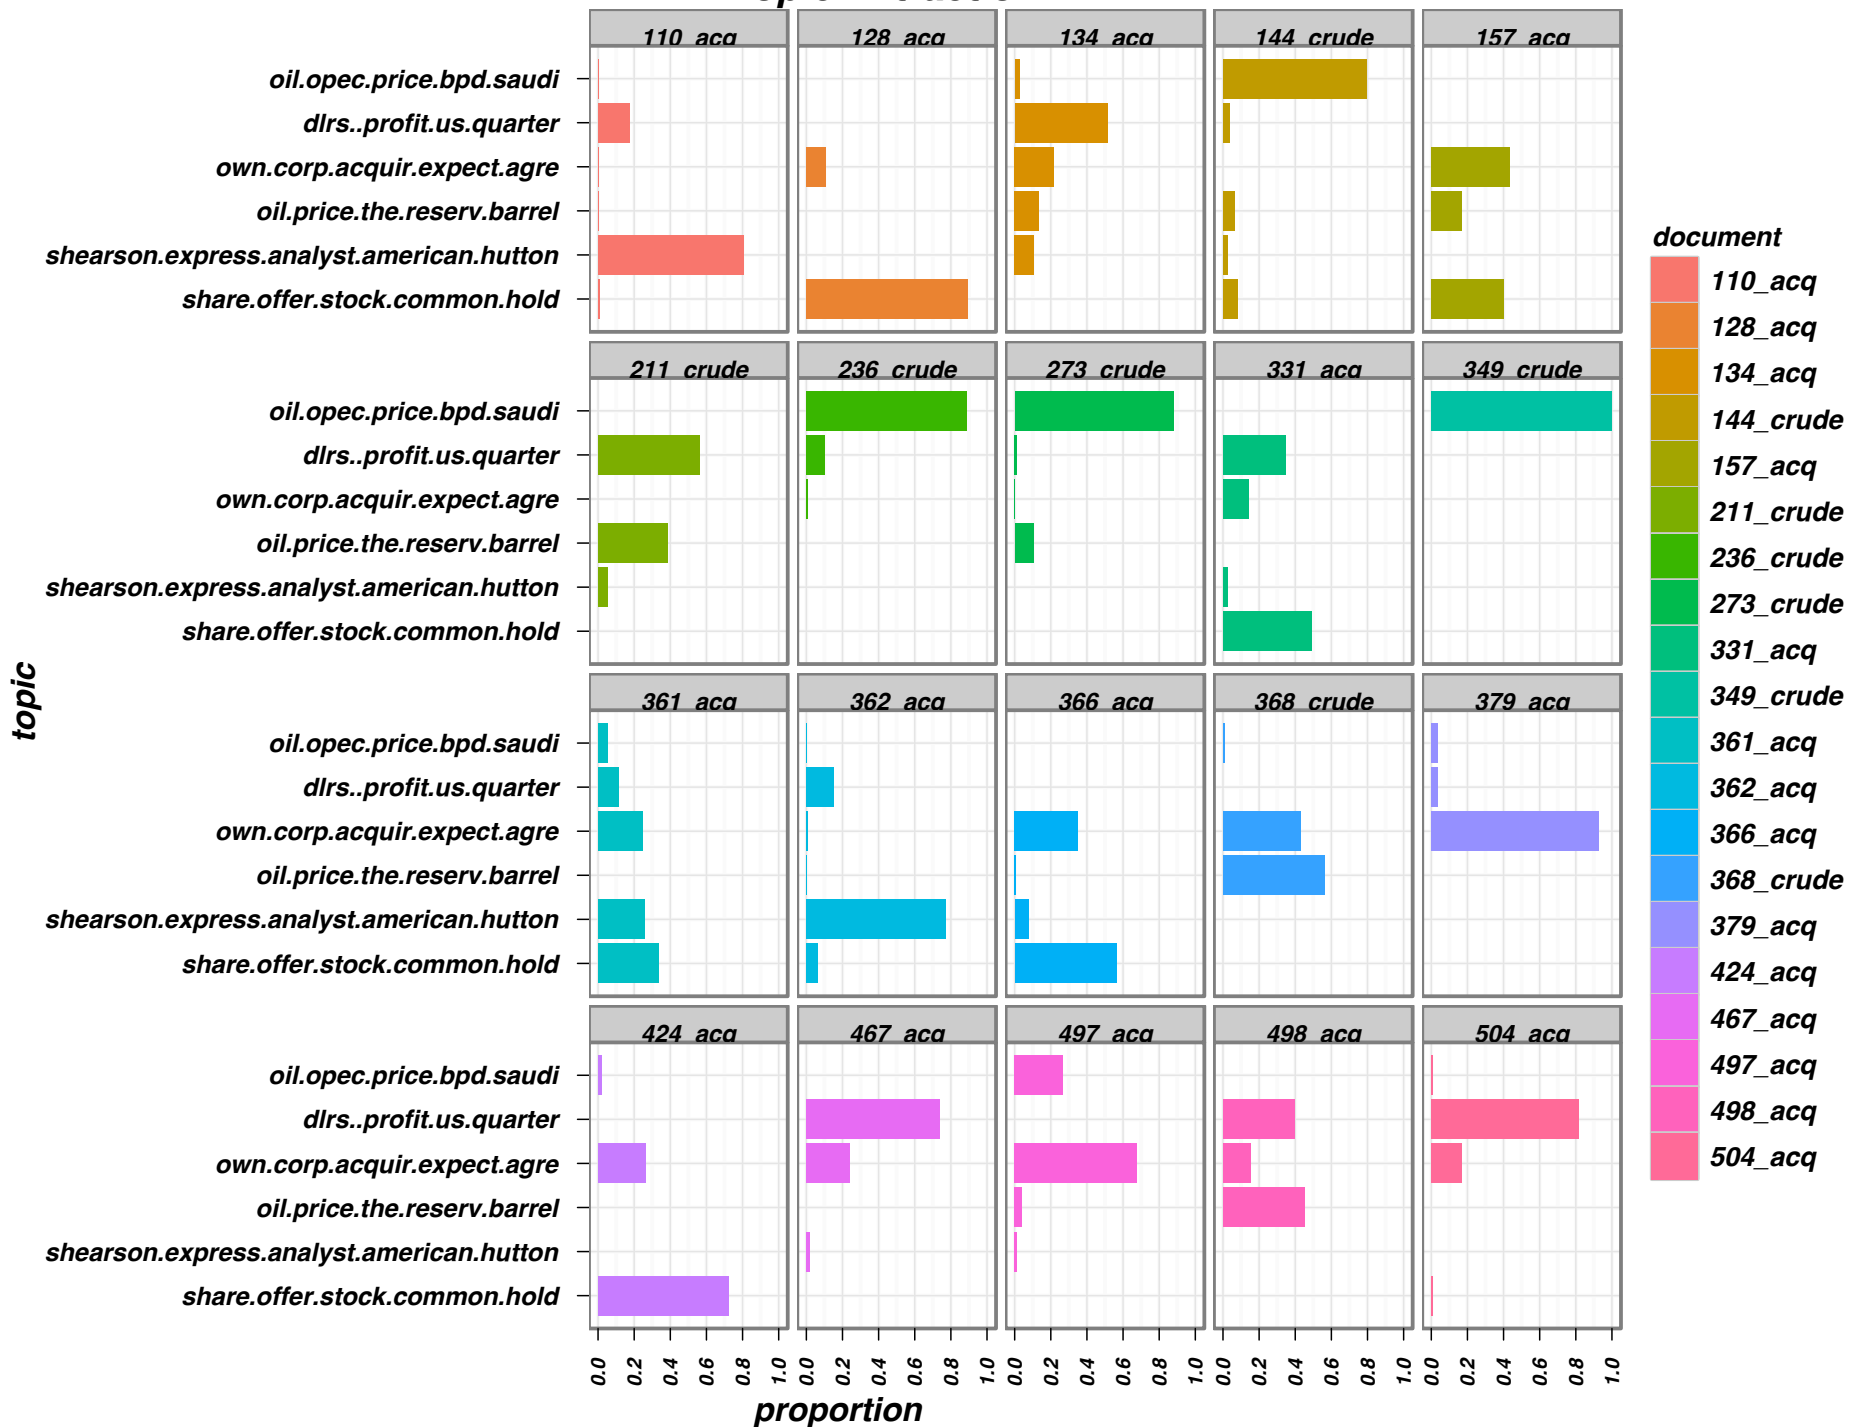 110_acq 128_acq 134_acq 144_crude 157_acq
oil.opec.price.bpd.saudi
dlrs..profit.us.quarter
own.corp.acquir.expect.agre
oil.price.the.reserv.barrel
shearson.express.analyst.american.hutton
share.offer.stock.common.hold
211_crude 236_crude 273_crude 331_acq 349_crude
oil.opec.price.bpd.saudi
dlrs..profit.us.quarter
own.corp.acquir.expect.agre
oil.price.the.reserv.barrel
shearson.express.analyst.american.hutton
share.offer.stock.common.hold
topic
361_acq 362_acq 366_acq 368_crude 379_acq
oil.opec.price.bpd.saudi
dlrs..profit.us.quarter
own.corp.acquir.expect.agre
oil.price.the.reserv.barrel
shearson.express.analyst.american.hutton
share.offer.stock.common.hold
424_acq 467_acq 497_acq 498_acq 504_acq
oil.opec.price.bpd.saudi
dlrs..profit.us.quarter
own.corp.acquir.expect.agre
oil.price.the.reserv.barrel
shearson.express.analyst.american.hutton
share.offer.stock.common.hold
0.0 0.2 0.4 0.6 0.8 1.0 0.0 0.2 0.4 0.6 0.8 1.0 0.0 0.2 0.4 0.6 0.8 1.0 0.0 0.2 0.4 0.6 0.8 1.0 0.0 0.2 0.4 0.6 0.8 1.0
proportion
document
110_acq
128_acq
134_acq
144_crude
157_acq
211_crude
236_crude
273_crude
331_acq
349_crude
361_acq
362_acq
366_acq
368_crude
379_acq
424_acq
467_acq
497_acq
498_acq
504_acq